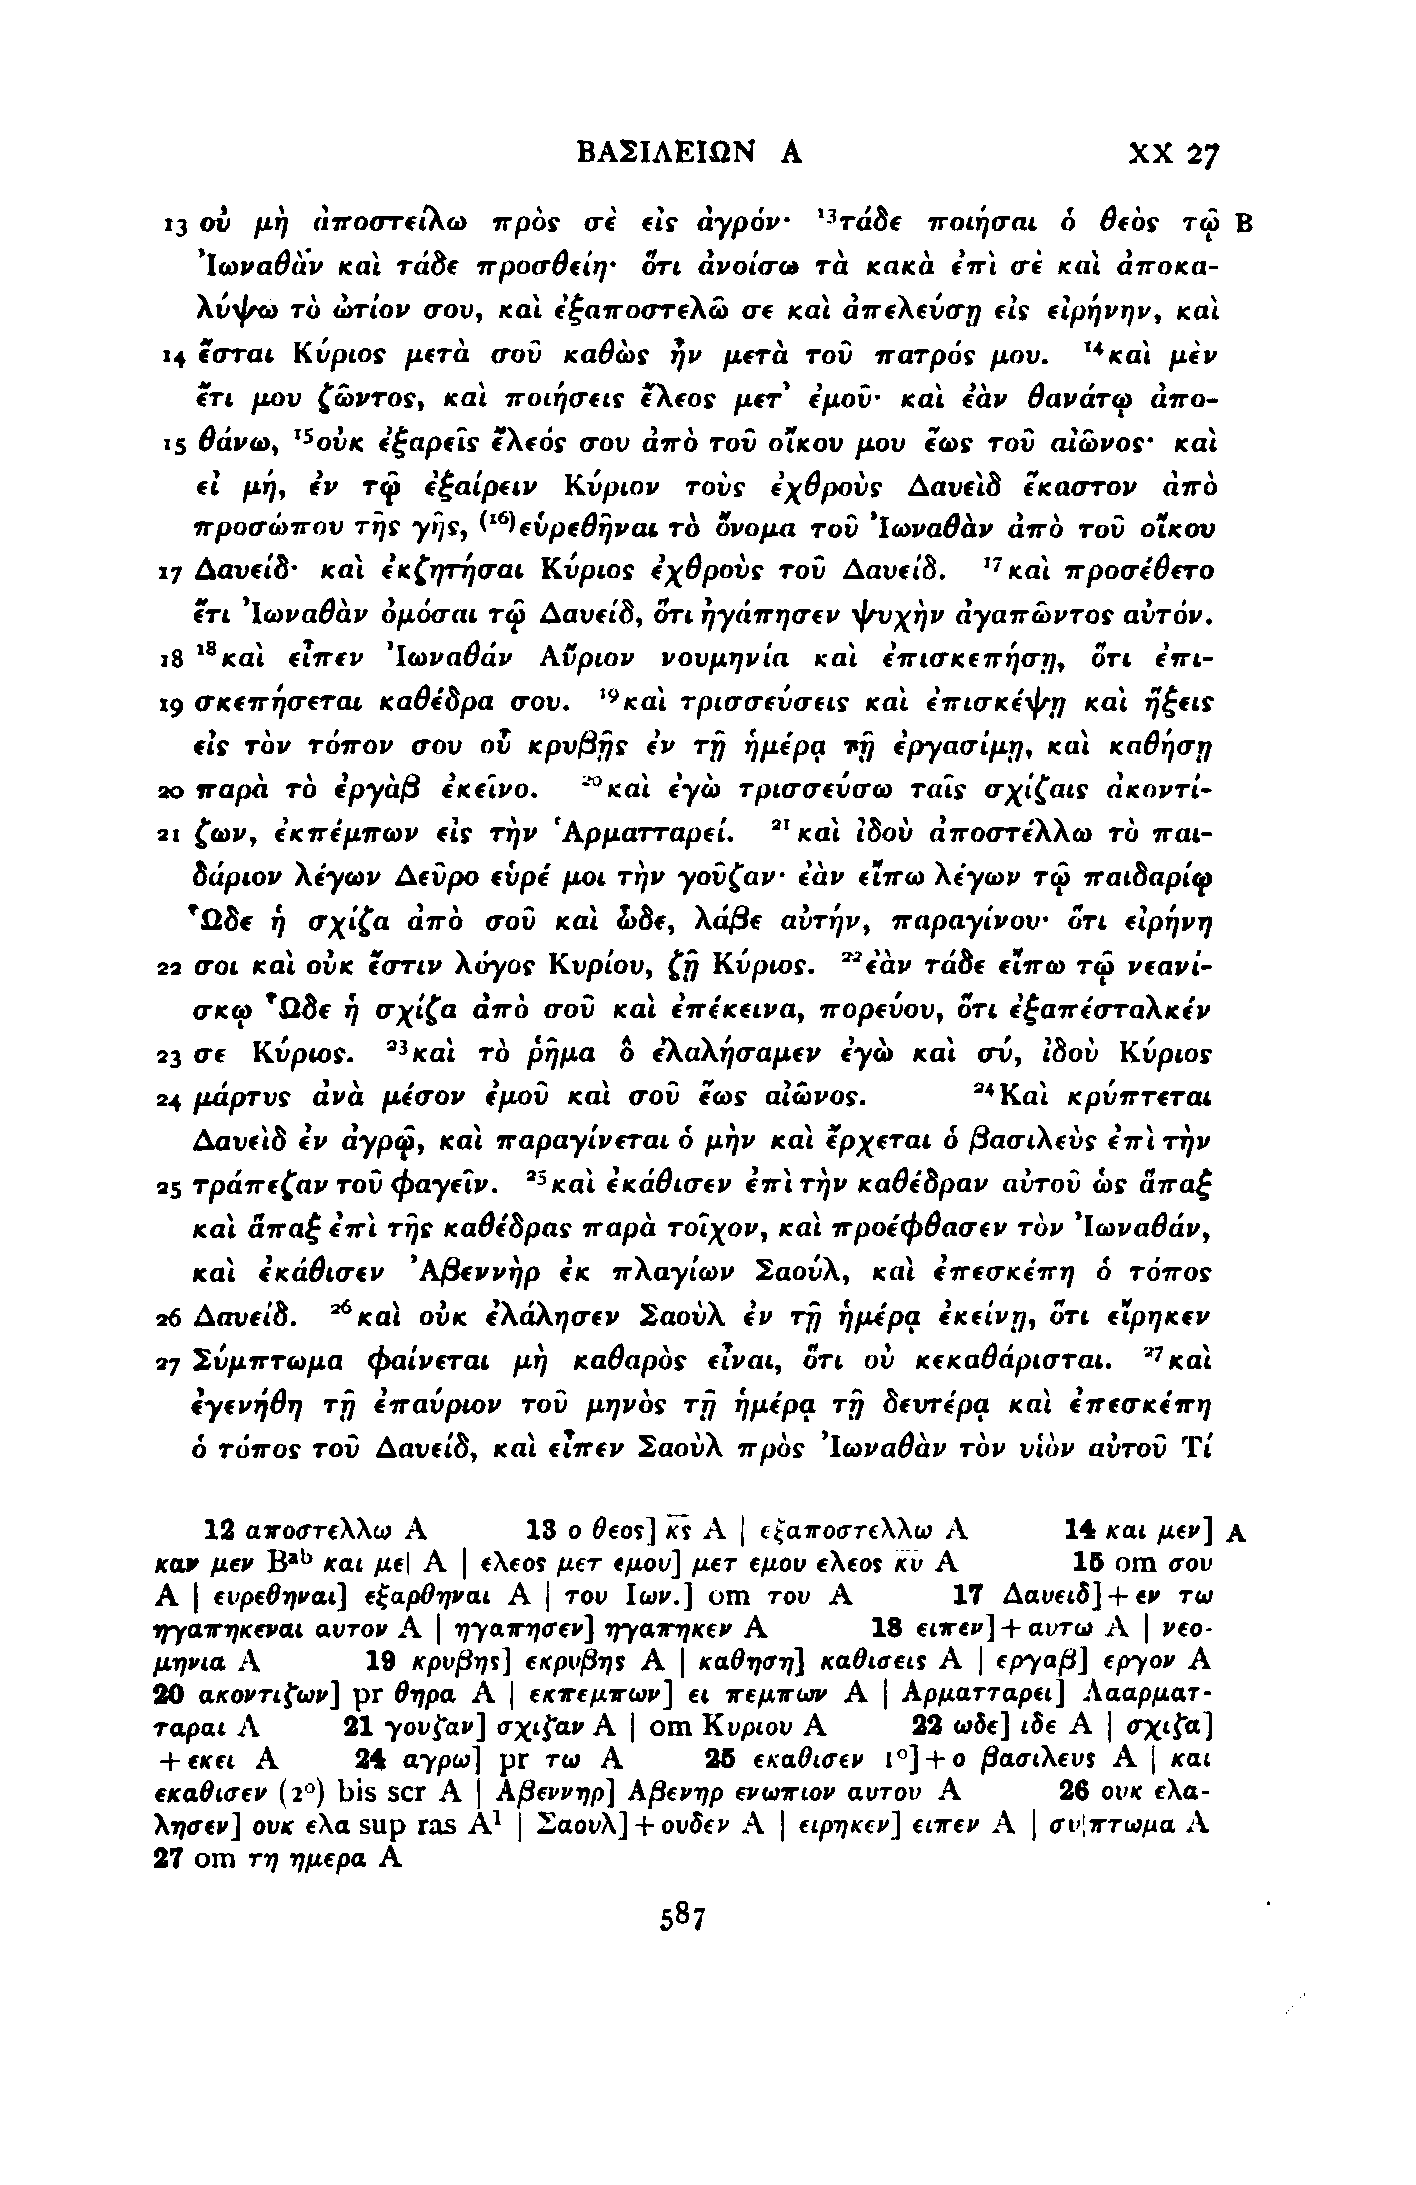 ΒΑΣΙΛΕΙΩΝ Α XX 27
13 οὐ μὴ ἀποστείλω πρὸς σὲ εἰς ἀγρόν· ¹³τάδε ποιήσαι ὁ θεὸς τῷ B
Ἰωναθὰν καὶ τάδε προσθείη· ὅτι ἀνοίσω τὰ κακὰ ἐπὶ σὲ καὶ ἀποκα-
λύψω τὸ ὠτίον σου, καὶ ἐξαποστελῶ σε καὶ ἀπελεύσῃ εἰς εἰρήνην, καὶ
14 ἔσται Κύριος μετὰ σοῦ καθὼς ἦν μετὰ τοῦ πατρός μου. ¹⁴καὶ μὲν
ἔτι μου ζῶντος, καὶ ποιήσεις ἔλεος μετ᾽ ἐμοῦ· καὶ ἐὰν θανάτῳ ἀπο-
15 θάνω, ¹⁵οὐκ ἐξαρεῖς ἔλεός σου ἀπὸ τοῦ οἴκου μου ἕως τοῦ αἰῶνος· καὶ
εἰ μή, ἐν τῷ ἐξαίρειν Κύριον τοὺς ἐχθροὺς Δαυεὶδ ἕκαστον ἀπὸ
προσώπου τῆς γῆς, ⁽¹⁶⁾εὑρεθῆναι τὸ ὄνομα τοῦ Ἰωναθὰν ἀπὸ τοῦ οἴκου
17 Δαυείδ· καὶ ἐκζητήσαι Κύριος ἐχθροὺς τοῦ Δαυείδ. ¹⁷καὶ προσέθετο
ἔτι Ἰωναθὰν ὀμόσαι τῷ Δαυείδ, ὅτι ἠγάπησεν ψυχὴν ἀγαπῶντος αὐτόν.
18 ¹⁸καὶ εἶπεν Ἰωναθάν Αὔριον νουμηνία καὶ ἐπισκεπήσῃ, ὅτι ἐπι-
19 σκεπήσεται καθέδρα σου. ¹⁹καὶ τρισσεύσεις καὶ ἐπισκέψῃ καὶ ἥξεις
εἰς τὸν τόπον σου οὗ κρυβῇς ἐν τῇ ἡμέρᾳ τῇ ἐργασίμῃ, καὶ καθήσῃ
20 παρὰ τὸ ἐργὰβ ἐκεῖνο. ²⁰καὶ ἐγὼ τρισσεύσω ταῖς σχίζαις ἀκοντί-
21 ζων, ἐκπέμπων εἰς τὴν Ἁρματταρεί. ²¹καὶ ἰδοὺ ἀποστέλλω τὸ παι-
δάριον λέγων Δεῦρο εὑρέ μοι τὴν γοῦζαν· ἐὰν εἴπω λέγων τῷ παιδαρίῳ
Ὧδε ἡ σχίζα ἀπὸ σοῦ καὶ ὧδε, λάβε αὐτήν, παραγίνου· ὅτι εἰρήνη
22 σοι καὶ οὐκ ἔστιν λόγος Κυρίου, ζῇ Κύριος. ²²ἐὰν τάδε εἴπω τῷ νεανί-
σκῳ Ὧδε ἡ σχίζα ἀπὸ σοῦ καὶ ἐπέκεινα, πορεύου, ὅτι ἐξαπέσταλκέν
23 σε Κύριος. ²³καὶ τὸ ῥῆμα ὃ ἐλαλήσαμεν ἐγὼ καὶ σύ, ἰδοὺ Κύριος
24 μάρτυς ἀνὰ μέσον ἐμοῦ καὶ σοῦ ἕως αἰῶνος. ²⁴Καὶ κρύπτεται
Δαυεὶδ ἐν ἀγρῷ, καὶ παραγίνεται ὁ μὴν καὶ ἔρχεται ὁ βασιλεὺς ἐπὶ τὴν
25 τράπεζαν τοῦ φαγεῖν. ²⁵καὶ ἐκάθισεν ἐπὶ τὴν καθέδραν αὐτοῦ ὡς ἅπαξ
καὶ ἅπαξ ἐπὶ τῆς καθέδρας παρὰ τοῖχον, καὶ προέφθασεν τὸν Ἰωναθάν,
καὶ ἐκάθισεν Ἀβεννὴρ ἐκ πλαγίων Σαούλ, καὶ ἐπεσκέπη ὁ τόπος
26 Δαυείδ. ²⁶καὶ οὐκ ἐλάλησεν Σαοὺλ ἐν τῇ ἡμέρᾳ ἐκείνῃ, ὅτι εἴρηκεν
27 Σύμπτωμα φαίνεται μὴ καθαρὸς εἶναι, ὅτι οὐ κεκαθάρισται. ²⁷καὶ
ἐγενήθη τῇ ἐπαύριον τοῦ μηνὸς τῇ ἡμέρᾳ τῇ δευτέρᾳ καὶ ἐπεσκέπη
ὁ τόπος τοῦ Δαυείδ, καὶ εἶπεν Σαοὺλ πρὸς Ἰωναθὰν τὸν υἱὸν αὐτοῦ Τί
12 αποστελλω A 13 ο θεος] κ̅ς̅ A | εξαποστελλω A 14 και μεν] A
καν μεν Bᵃᵇ και με| A | ελεος μετ εμου] μετ εμου ελεος κ̅υ̅ A 15 om σου
A | ευρεθηναι] εξαρθηναι A | του Ιων.] om του A 17 Δαυειδ]+εν τω
ηγαπηκεναι αυτον A | ηγαπησεν] ηγαπηκεν A 18 ειπεν]+αυτω A | νεο-
μηνια A 19 κρυβης] εκρυβης A | καθηση] καθισεις A | εργαβ] εργον A
20 ακοντιζων] pr θηρα A | εκπεμπων] ει πεμπων A | Αρματταρει] Λααρματ-
ταραι A 21 γουζαν] σχιζαν A | om Κυριου A 22 ωδε] ιδε A | σχιζα]
+εκει A 24 αγρω] pr τω A 25 εκαθισεν 1°]+ο βασιλευς A | και
εκαθισεν (2°) bis scr A | Αβεννηρ] Αβενηρ ενωπιον αυτου A 26 ουκ ελα-
λησεν] ουκ ελα sup ras A¹ | Σαουλ]+ουδεν A | ειρηκεν] ειπεν A | συ|πτωμα A
27 om τη ημερα A
587